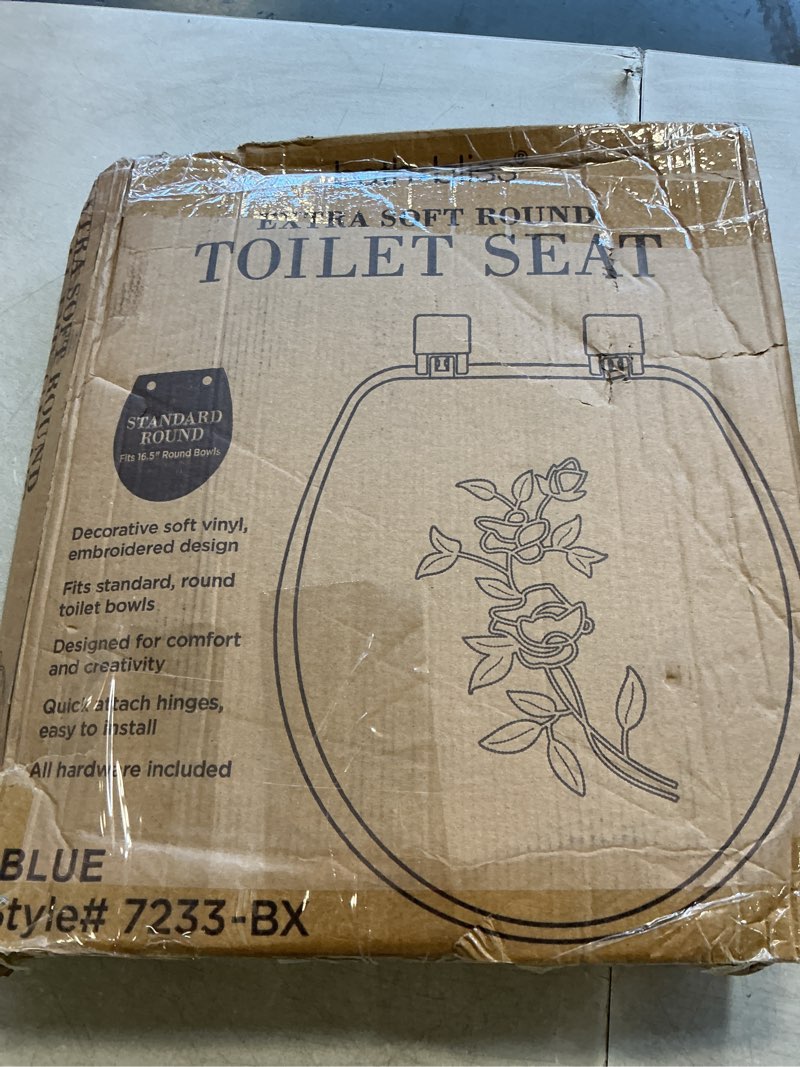 bath bliss®
EXTRA SOFT ROUND
TOILET SEAT
STANDARD
ROUND
Fits 16.5" Round Bowls
Decorative soft vinyl,
embroidered design
Fits standard, round
toilet bowls
Designed for comfort
and creativity
Quick attach hinges,
easy to install
All hardware included
BLUE
Style# 7233-BX
EXTRA SOFT ROUND